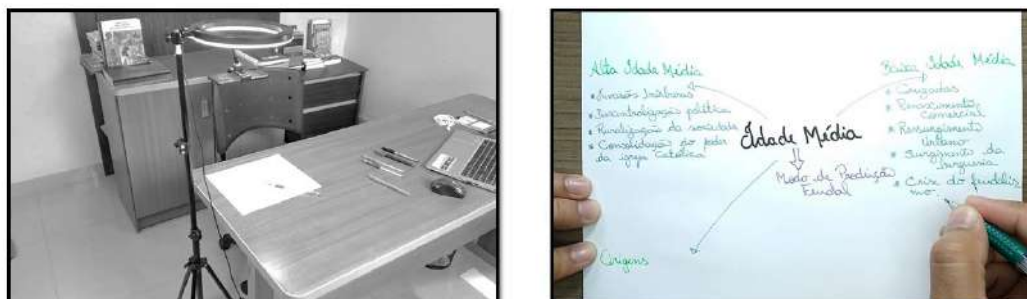 Alta Idade Média
* Invasões bárbaras
* Descentralização política
* Ruralização da sociedade
* Consolidação do poder
da igreja Católica
Idade Média
Modo de Produção
Feudal
Baixa Idade Média
* Cruzadas
* Renascimento
Comercial
* Ressurgimento
Urbano
* Surgimento da
burguesia
* Crise do feudalis
mo.
Origens